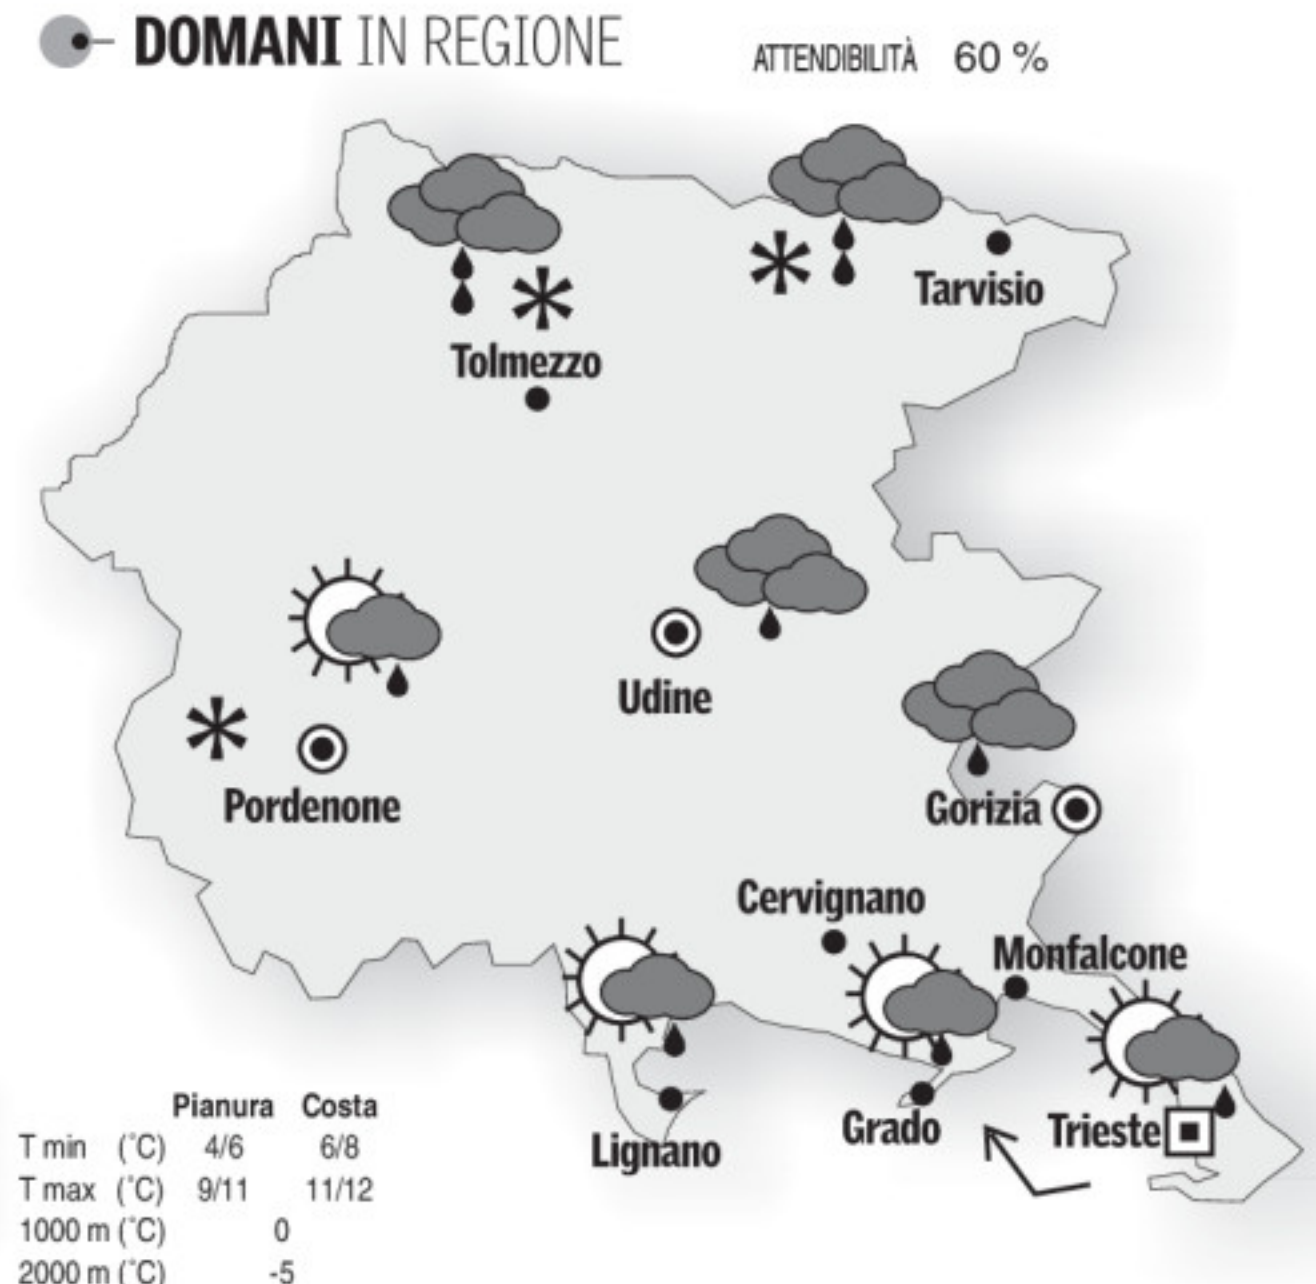 DOMANI IN REGIONE
ATTENDIBILITÀ 60 %
Tarvisio
Tolmezzo
Udine
Pordenone
Gorizia
Cervignano
Monfalcone
Grado
Trieste
Lignano
Pianura Costa
T min (°C) 4/6 6/8
T max (°C) 9/11 11/12
1000 m (°C) 0
2000 m (°C) -5